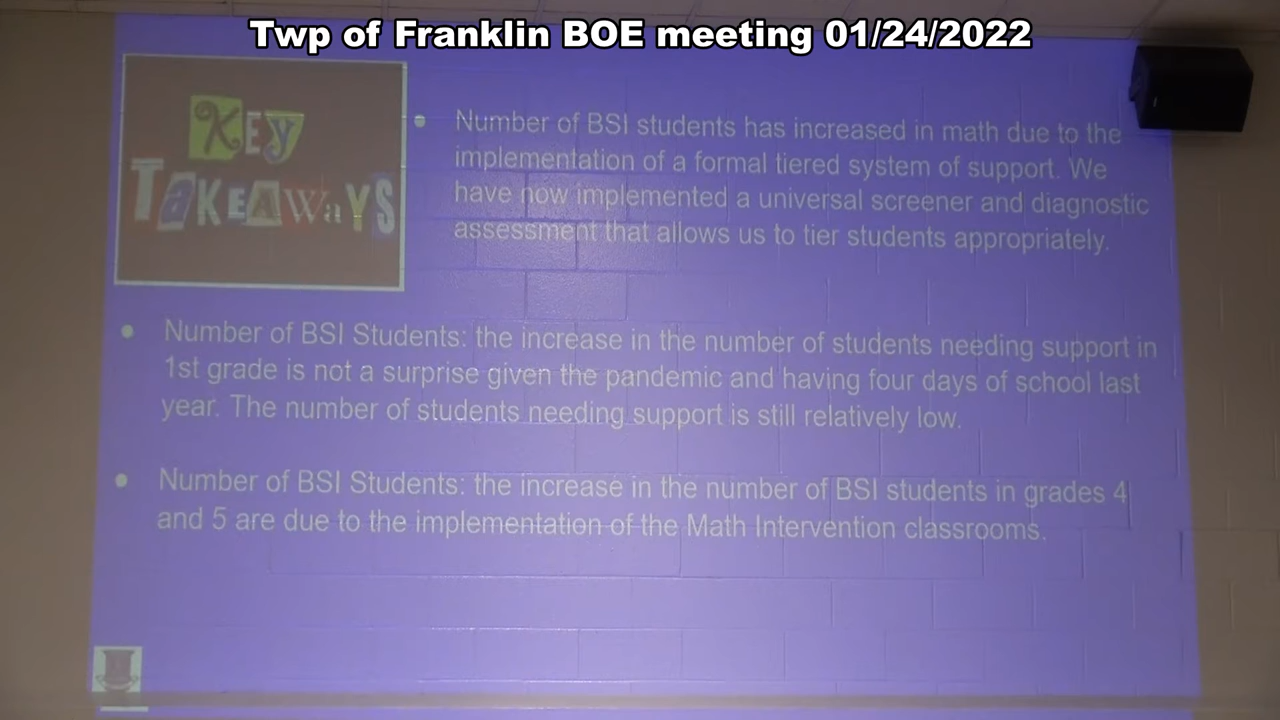 Twp of Franklin BOE meeting 01/24/2022
KEY
TAKEAWAYS
• Number of BSI students has increased in math due to the
implementation of a formal tiered system of support. We
have now implemented a universal screener and diagnostic
assessment that allows us to tier students appropriately.
• Number of BSI Students: the increase in the number of students needing support in
1st grade is not a surprise given the pandemic and having four days of school last
year. The number of students needing support is still relatively low.
• Number of BSI Students: the increase in the number of BSI students in grades 4
and 5 are due to the implementation of the Math Intervention classrooms.